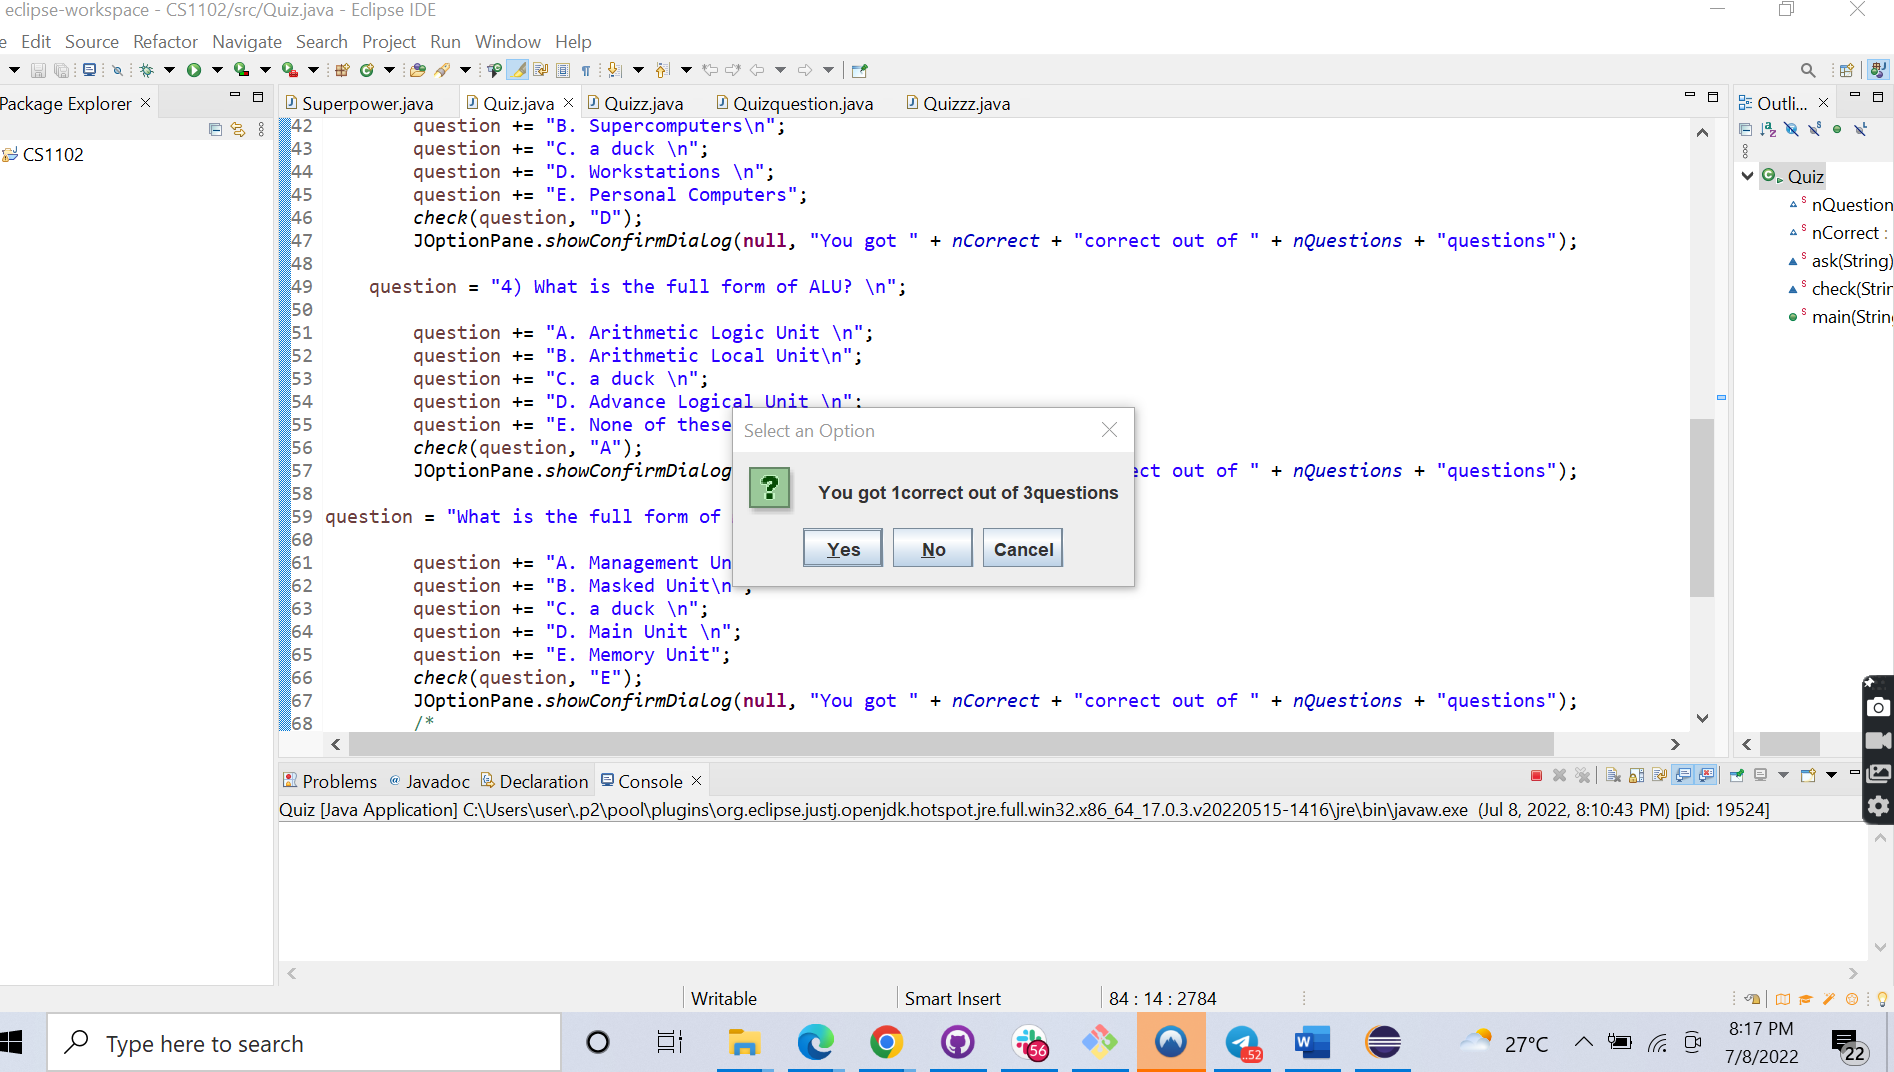 eclipse-workspace - CS1102/src/Quiz.java - Eclipse IDE
e Edit Source Refactor Navigate Search Project Run Window Help
Package Explorer
CS1102
Superpower.java Quiz.java Quizz.java Quizquestion.java Quizzz.java
42 question += "B. Supercomputers\n";
43 question += "C. a duck \n";
44 question += "D. Workstations \n";
45 question += "E. Personal Computers";
46 check(question, "D");
47 JOptionPane.showConfirmDialog(null, "You got " + nCorrect + "correct out of " + nQuestions + "questions");
48
49 question = "4) What is the full form of ALU? \n";
50
51 question += "A. Arithmetic Logic Unit \n";
52 question += "B. Arithmetic Local Unit\n";
53 question += "C. a duck \n";
54 question += "D. Advance Logical Unit \n";
55 question += "E. None of these
56 check(question, "A");
57 JOptionPane.showConfirmDialog ect out of " + nQuestions + "questions");
58
59 question = "What is the full form of
60
61 question += "A. Management Un
62 question += "B. Masked Unit\n";
63 question += "C. a duck \n";
64 question += "D. Main Unit \n";
65 question += "E. Memory Unit";
66 check(question, "E");
67 JOptionPane.showConfirmDialog(null, "You got " + nCorrect + "correct out of " + nQuestions + "questions");
68 /*
Select an Option
You got 1correct out of 3questions
Yes No Cancel
Outli...
Quiz
nQuestion
nCorrect :
ask(String)
check(Strin
main(Strin
Problems Javadoc Declaration Console
Quiz [Java Application] C:\Users\user\.p2\pool\plugins\org.eclipse.justj.openjdk.hotspot.jre.full.win32.x86_64_17.0.3.v20220515-1416\jre\bin\javaw.exe (Jul 8, 2022, 8:10:43 PM) [pid: 19524]
Writable Smart Insert 84 : 14 : 2784
Type here to search
56
...52
W
27°C
8:17 PM
7/8/2022
22